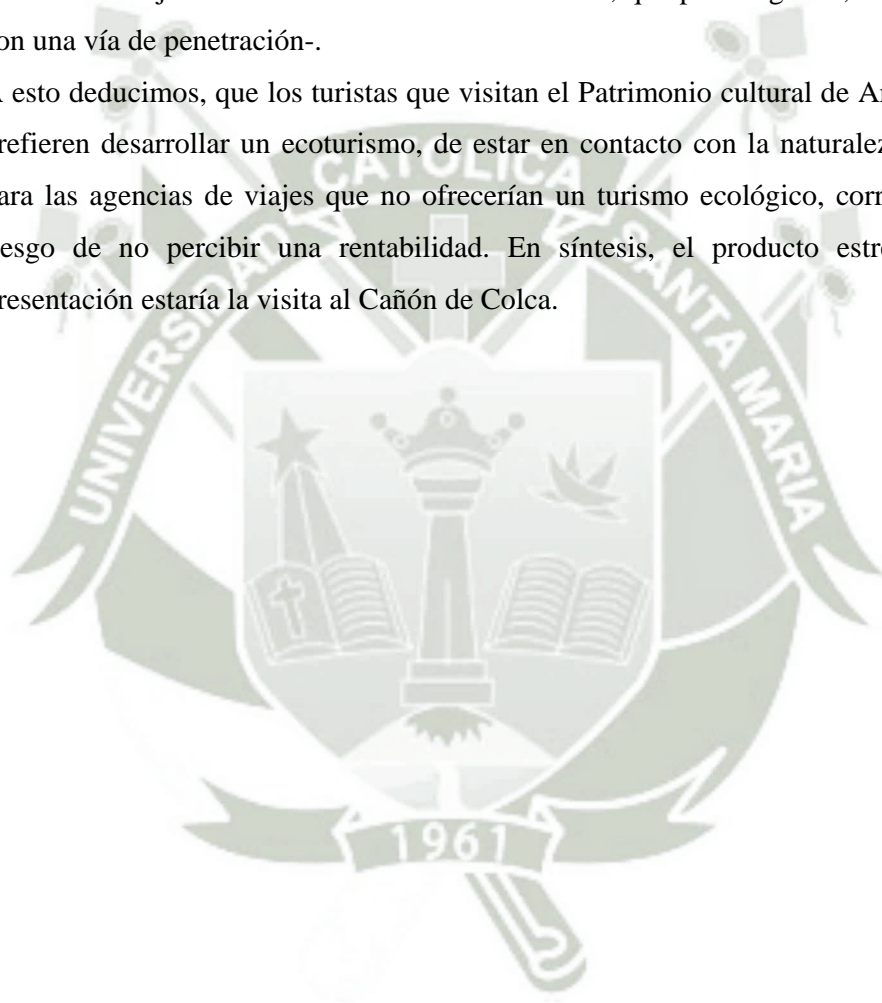 on una vía de penetración-.
esto deducimos, que los turistas que visitan el Patrimonio cultural de
refieren desarrollar un ecoturismo, de estar en contacto con la naturalez
ara las agencias de viajes que no ofrecerían un turismo ecológico, corr
esgo de no percibir una rentabilidad. En síntesis, el producto estr
resentación estaría la visita al Cañón de Colca.
UNIVERSIDAD CATOLICA SANTA MARIA
1961